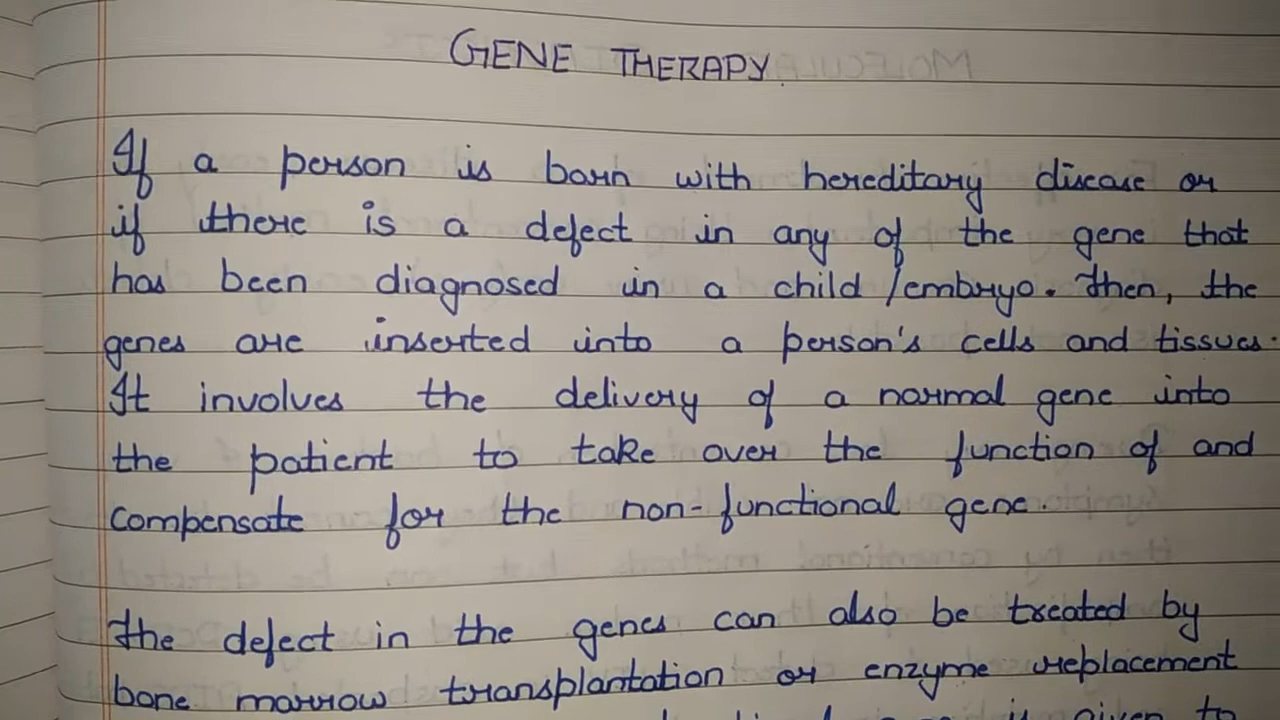 GENE THERAPY
If a person is born with hereditary disease or
if there is a defect in any of the gene that
has been diagnosed in a child /embryo. Then, the
genes are inserted into a person's cells and tissues.
It involves the delivery of a normal gene into
the patient to take over the function of and
compensate for the non-functional gene.
The defect in the genes can also be treated by
bone marrow transplantation or enzyme replacement
is given to